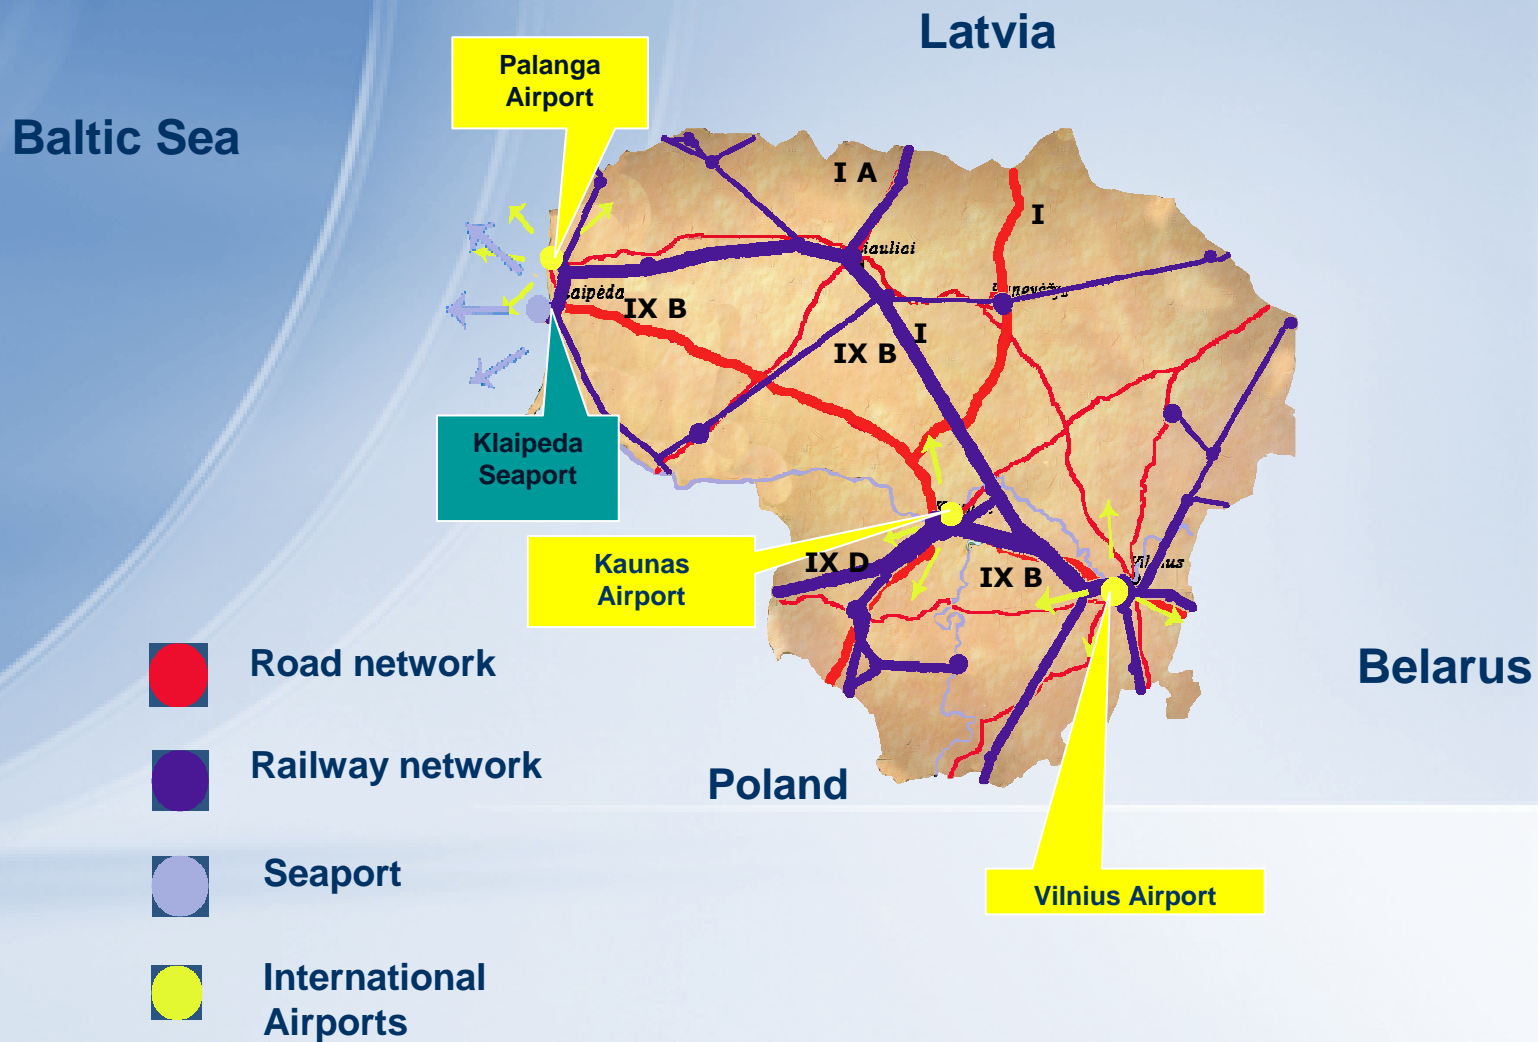 Latvia
Palanga
Airport
Baltic Sea
I A
I
IX B
I
IX B
Klaipeda
Seaport
Kaunas
Airport
IX D
IX B
Road network
Belarus
Railway network
Poland
Seaport
Vilnius Airport
International
Airports